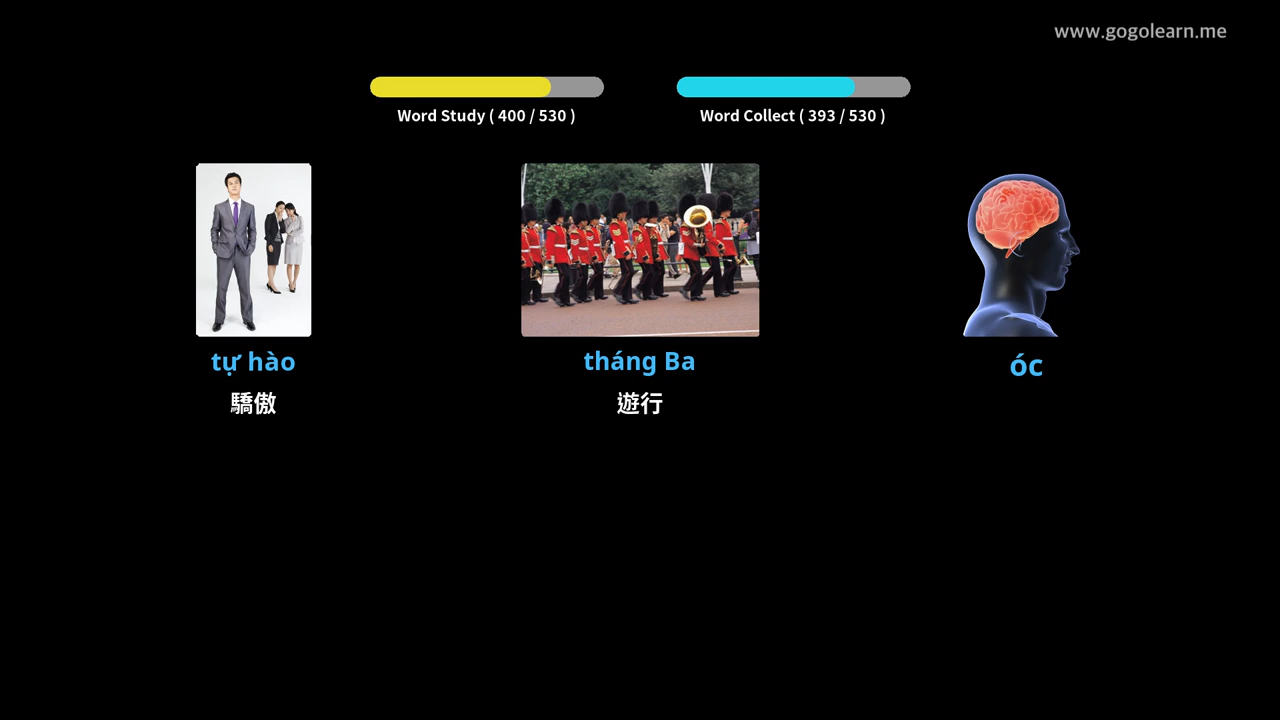 www.gogolearn.me
Word Study ( 400 / 530 )
Word Collect ( 393 / 530 )
tự hào
驕傲
tháng Ba
遊行
óc